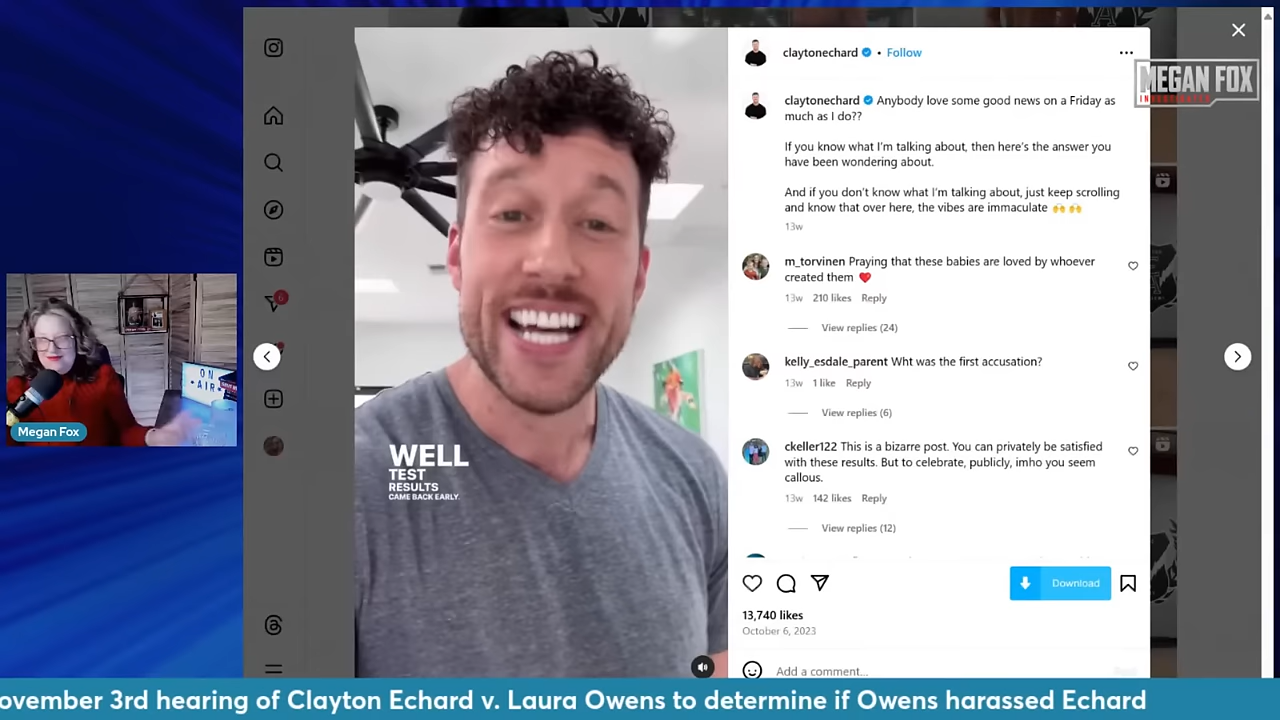 claytonechard • Follow
MEGAN FOX
claytonechard Anybody love some good news on a Friday as
much as I do??
If you know what I'm talking about, then here's the answer you
have been wondering about.
And if you don't know what I'm talking about, just keep scrolling
and know that over here, the vibes are immaculate 🙌 🙌
13w
m_torvinen Praying that these babies are loved by whoever
created them ❤️
13w 210 likes Reply
View replies (24)
kelly_esdale_parent Wht was the first accusation?
13w 1 like Reply
View replies (6)
ckeller122 This is a bizarre post. You can privately be satisfied
with these results. But to celebrate, publicly, imho you seem
callous.
13w 142 likes Reply
View replies (12)
Download
13,740 likes
October 6, 2023
Add a comment...
WELL
TEST
RESULTS
CAME BACK EARLY.
6
ON
AIR
Megan Fox
ovember 3rd hearing of Clayton Echard v. Laura Owens to determine if Owens harassed Echard